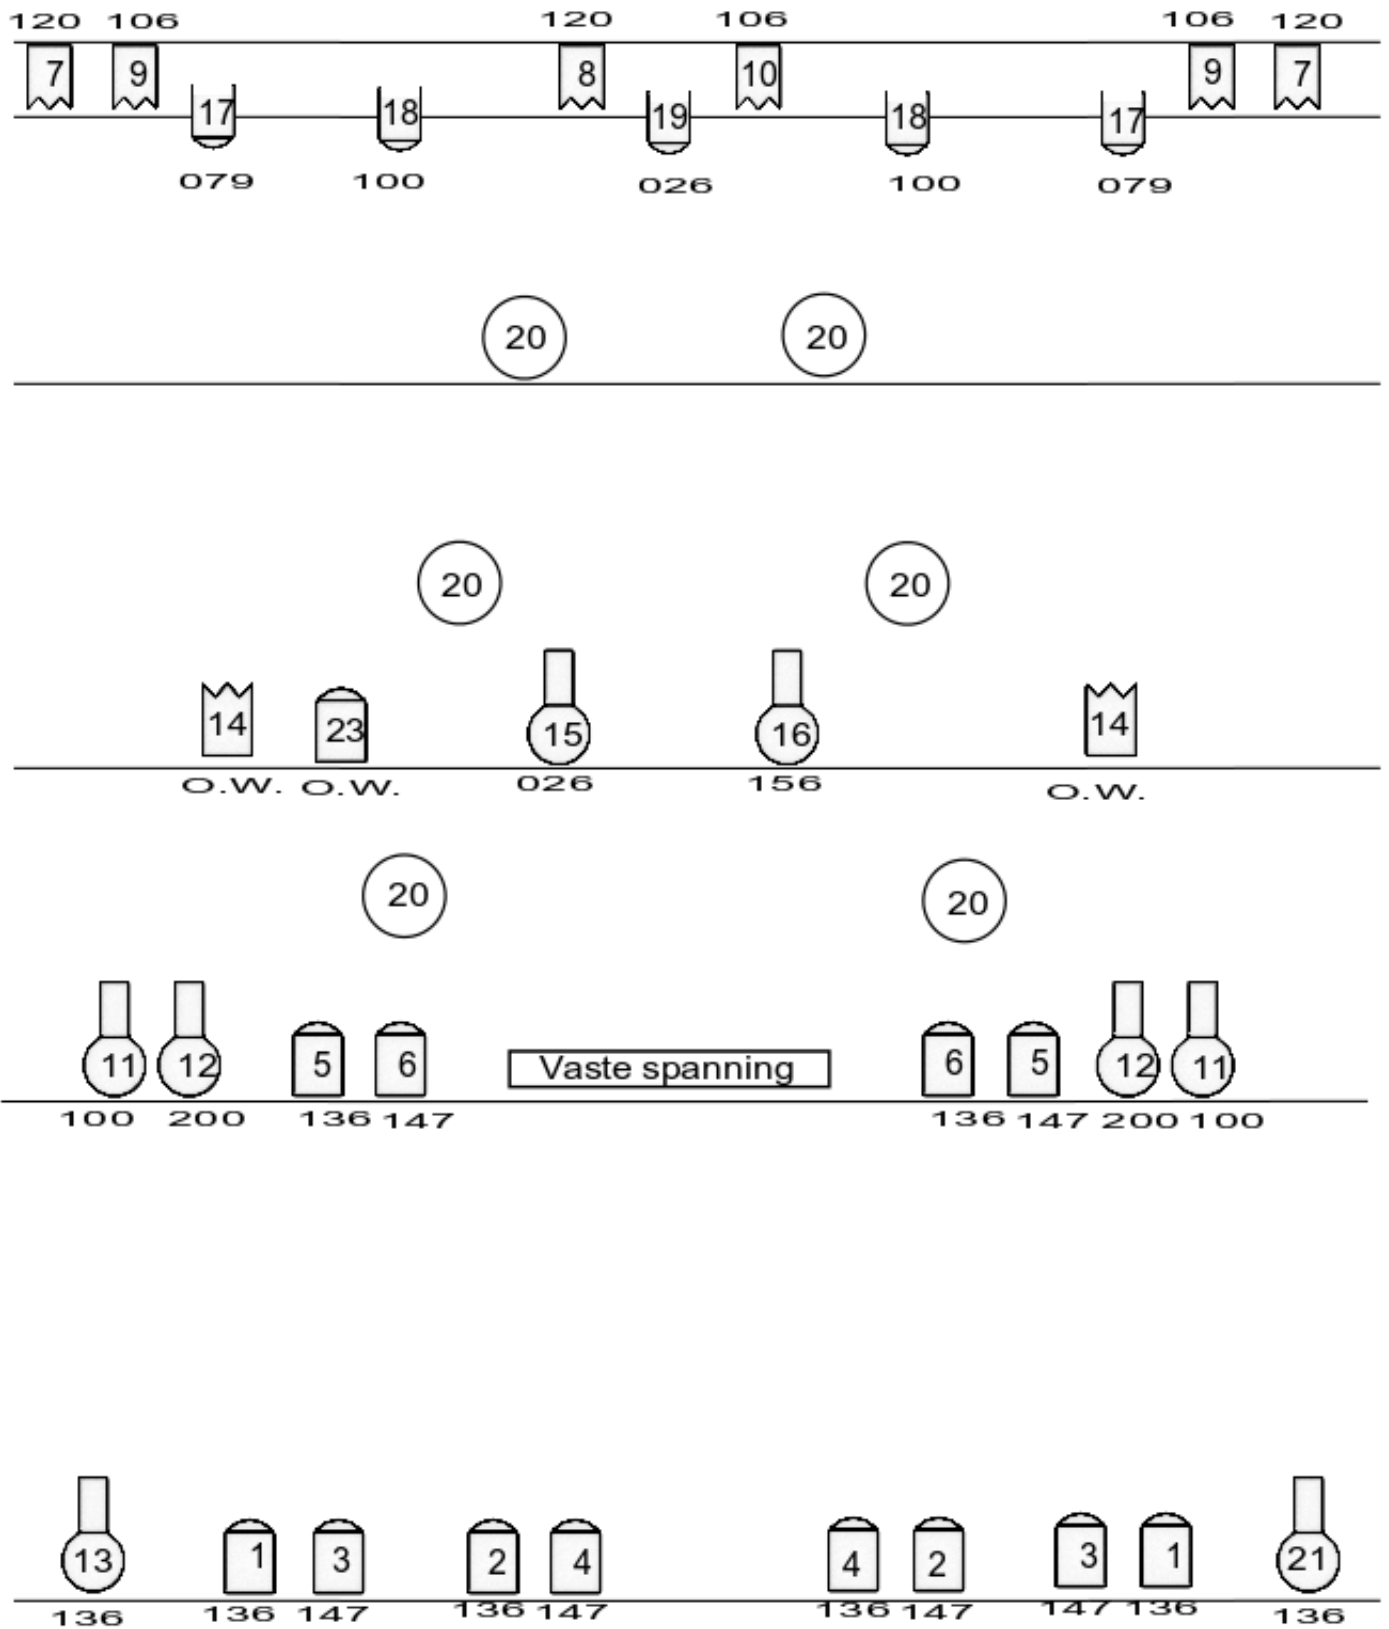 120 106 120 106 106 120
7 9 8 10 9 7
17 18 19 18 17
079 100 026 100 079
20 20
20 20
14 23 15 16 14
O.W. O.W. 026 156 O.W.
20 20
11 12 5 6 Vaste spanning 6 5 12 11
100 200 136 147 136 147 200 100
13 1 3 2 4 4 2 3 1 21
136 136 147 136 147 136 147 147 136 136